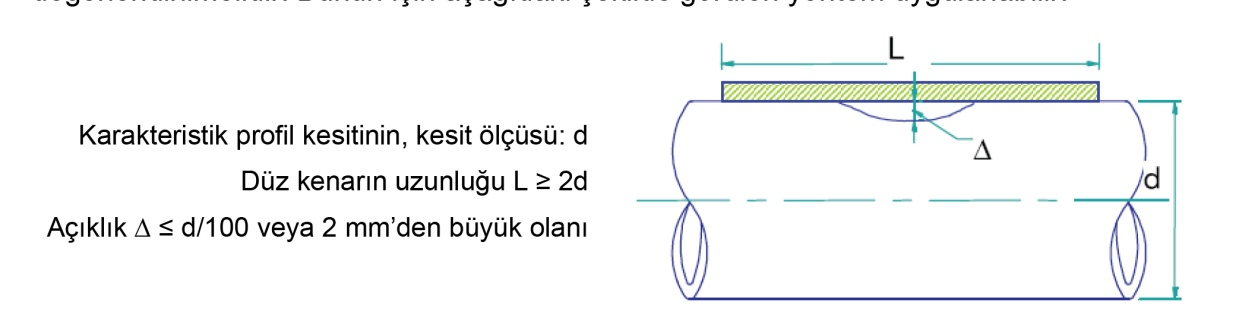 L
Karakteristik profil kesitinin, kesit ölçüsü: d
Δ
Düz kenarın uzunluğu L ≥ 2d
d
Açıklık Δ ≤ d/100 veya 2 mm'den büyük olanı